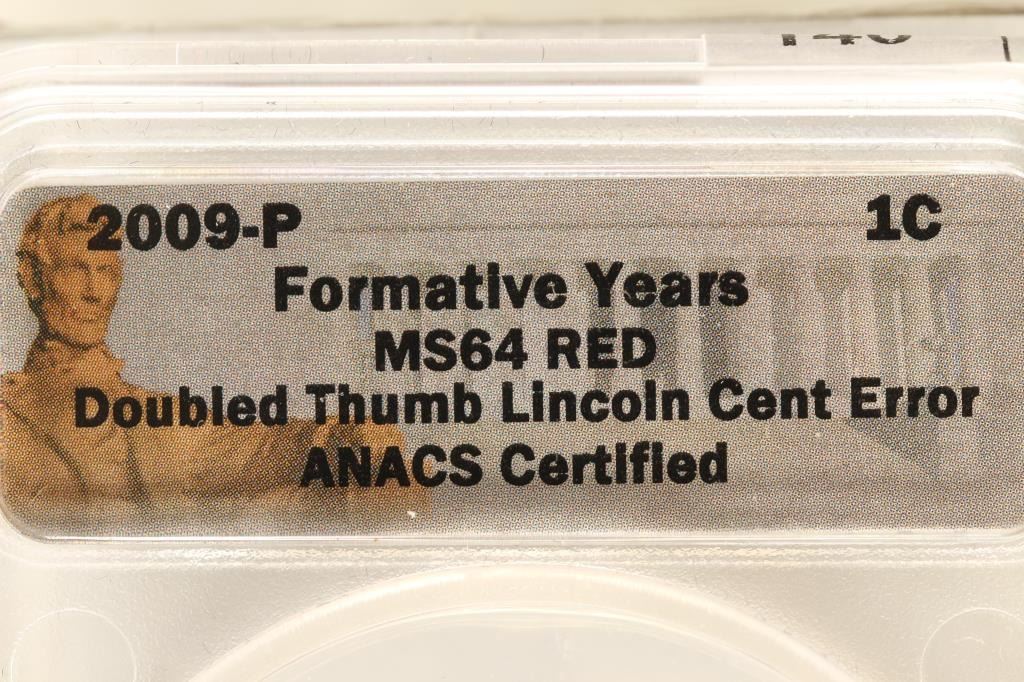 2009-P 1C
Formative Years
MS64 RED
Doubled Thumb Lincoln Cent Error
ANACS Certified